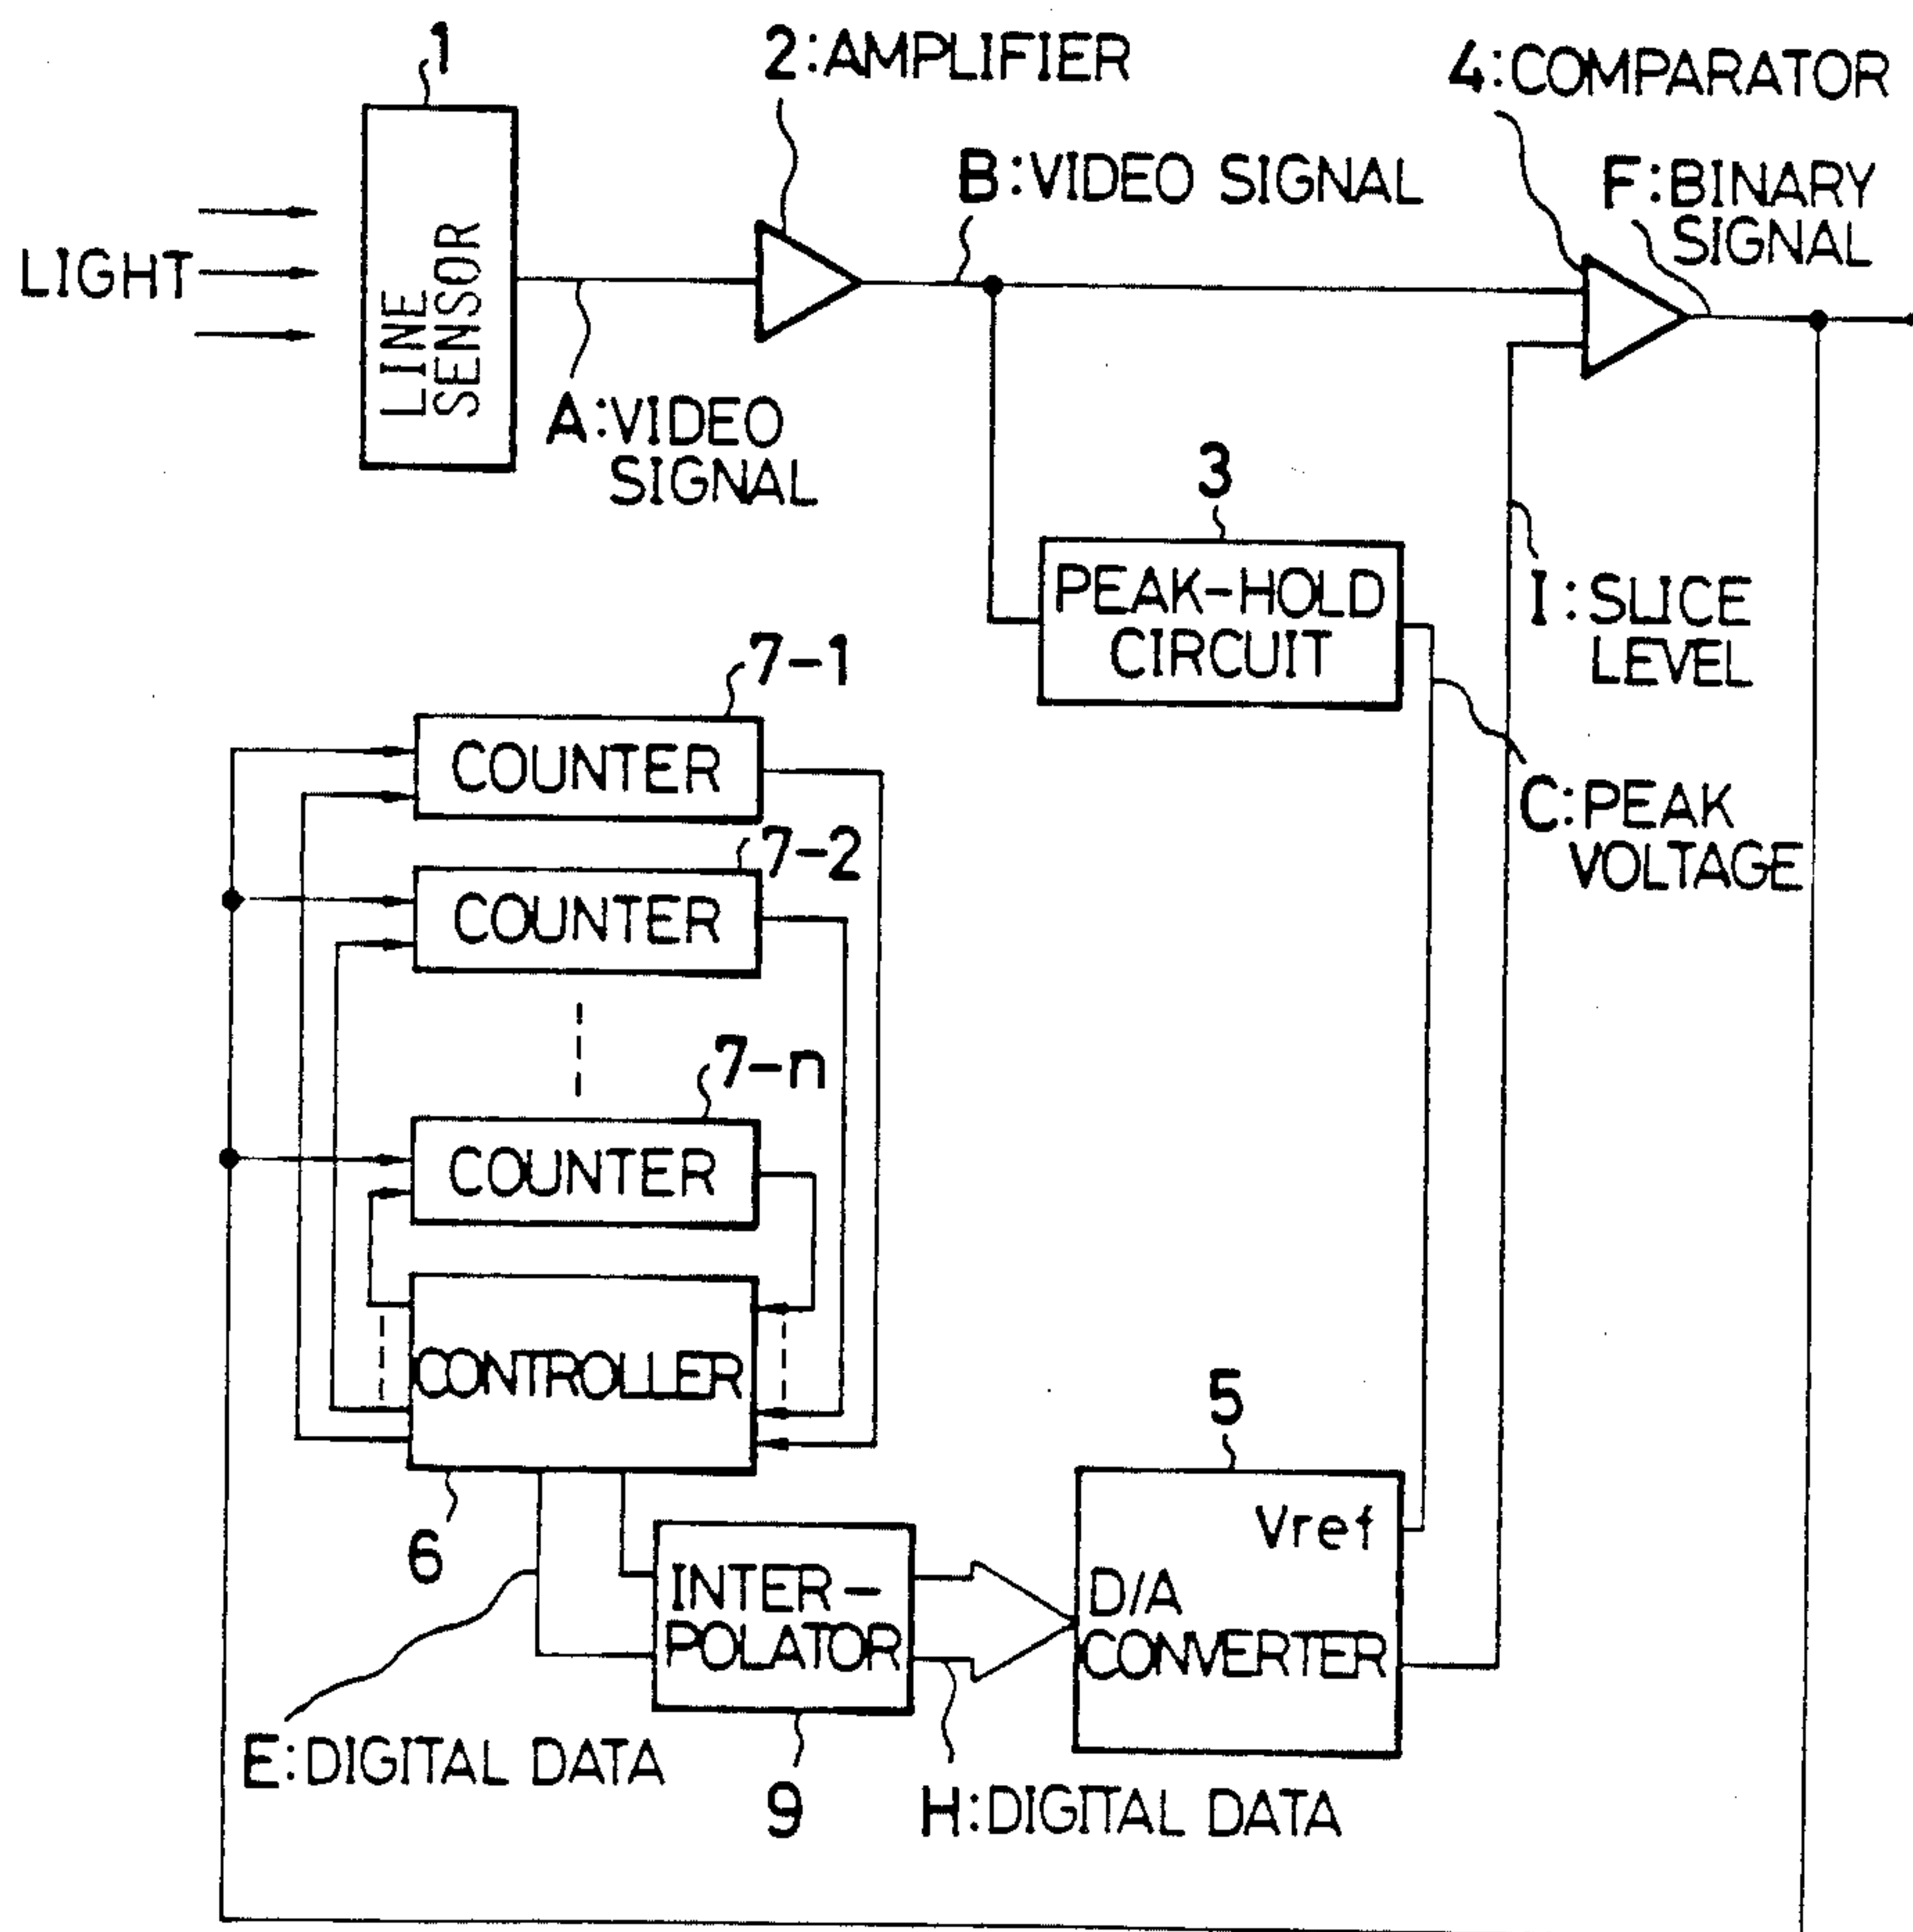 1
2:AMPLIFIER
4:COMPARATOR
B:VIDEO SIGNAL
F:BINARY
SIGNAL
LIGHT
LINE
SENSOR
A:VIDEO
SIGNAL
3
PEAK-HOLD
CIRCUIT
I:SLICE
LEVEL
7-1
COUNTER
C:PEAK
VOLTAGE
7-2
COUNTER
7-n
COUNTER
CONTROLLER
5
6
Vref
INTER-
POLATOR
D/A
CONVERTER
E:DIGITAL DATA
9
H:DIGITAL DATA